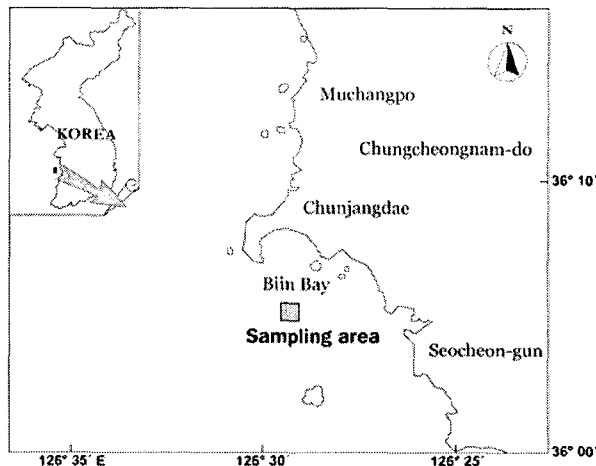 N
KOREA
Muchangpo
Chungcheongnam-do
36° 10'
Chunjangdae
Biin Bay
Sampling area
Seocheon-gun
36° 00'
126° 35' E
126° 30'
126° 25'